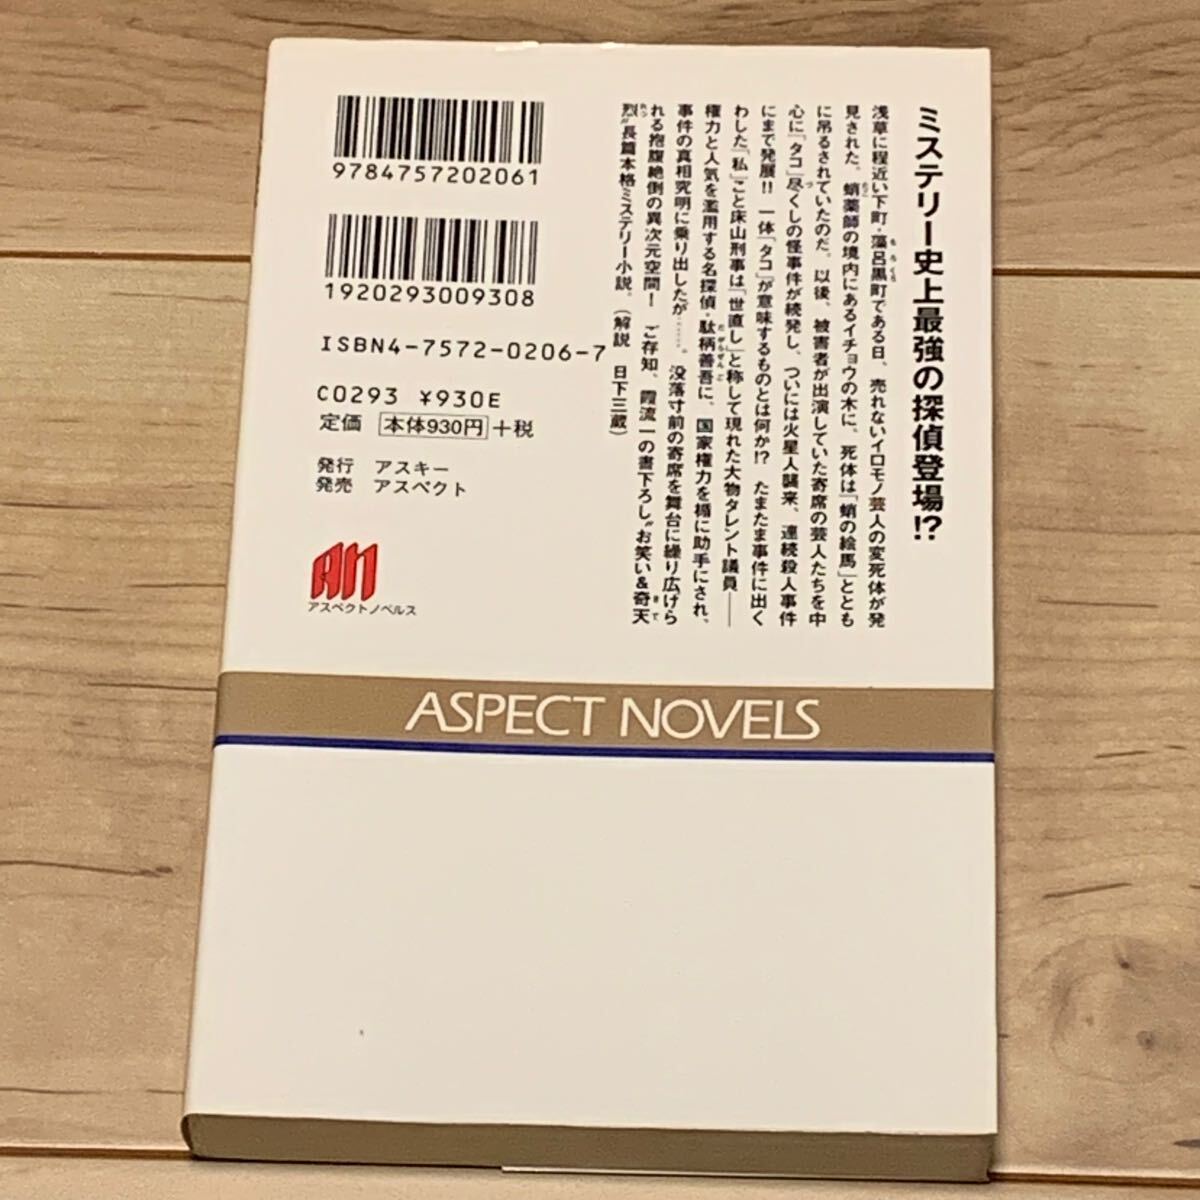 ミステリー史上最強の探偵登場!?
浅草に程近い下町・藻呂黒町である日、売れないイロモノ芸人の変死体が発
見された。蛸薬師の境内にあるイチョウの木に、死体は「蛸の絵馬」ととも
に吊るされていたのだ。以後、被害者が出演していた寄席の芸人たちを中
心に「タコ」尽くしの怪事件が続発し、ついには火星人襲来、連続殺人事件
にまで発展!! 一体「タコ」が意味するものとは何か!? たまたま事件に出く
わした「私」こと床山刑事は「世直し」と称して現れた大物タレント議員――
権力と人気を濫用する名探偵・駄柄善吾に、国家権力を楯に助手にされ、
事件の真相究明に乗り出したが……。没落寸前の寄席を舞台に繰り広げら
れる抱腹絶倒の異次元空間! ご存知、霞流一の書下ろし“お笑い&奇天
烈”長篇本格ミステリー小説。(解説 日下三蔵)
9784757202061
1920293009308
ISBN4-7572-0206-7
C0293 ¥930E
定価 本体930円+税
発行 アスキー
発売 アスペクト
AN
アスペクトノベルス
ASPECT NOVELS